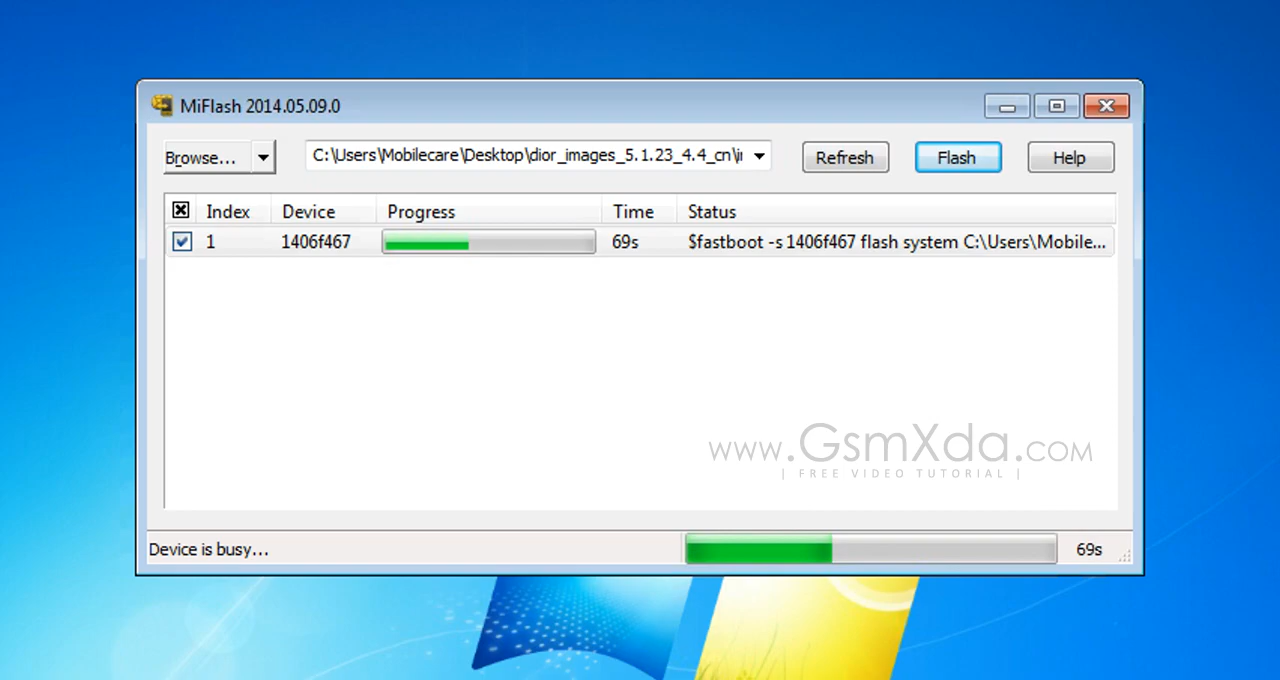 MiFlash 2014.05.09.0
Browse... C:\Users\Mobilecare\Desktop\dior_images_5.1.23_4.4_cn\ Refresh Flash Help
Index Device Progress Time Status
1 1406f467 69s $fastboot -s 1406f467 flash system C:\Users\Mobile...
www.GsmXda.com
| FREE VIDEO TUTORIAL |
Device is busy... 69s